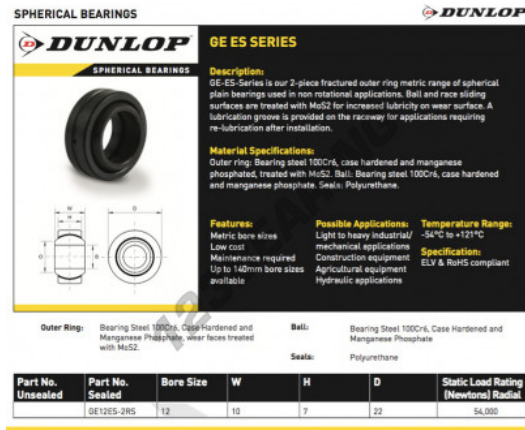 SPHERICAL BEARINGS
DUNLOP
DUNLOP
SPHERICAL BEARINGS
GE ES SERIES
Description:
GE-ES-Series is our 2-piece fractured outer ring metric range of spherical
plain bearings used in non rotational applications. Ball and race sliding
surfaces are treated with MoS2 for increased lubricity on wear surface. A
lubrication groove is provided on the raceway for applications requiring
re-lubrication after installation.
Material Specifications:
Outer ring: Bearing steel 100Cr6, case hardened and manganese
phosphated, treated with MoS2. Ball: Bearing steel 100Cr6, case hardened
and manganese phosphate. Seals: Polyurethane.
W
H
D
Features:
Metric bore sizes
Low cost
Maintenance required
Up to 140mm bore sizes
available
Possible Applications:
Light to heavy industrial/
mechanical applications
Construction equipment
Agricultural equipment
Hydraulic applications
Temperature Range:
-54°C to +121°C
Specification:
ELV & RoHS compliant
Outer Ring:
Bearing Steel 100Cr6, Case Hardened and
Manganese Phosphate, wear faces treated
with MoS2.
Ball:
Bearing Steel 100Cr6, Case Hardened and
Manganese Phosphate
Seals:
Polyurethane
Part No. Unsealed Part No. Sealed Bore Size W H D Static Load Rating (Newtons) Radial
GE12ES-2RS 12 10 7 22 54,000